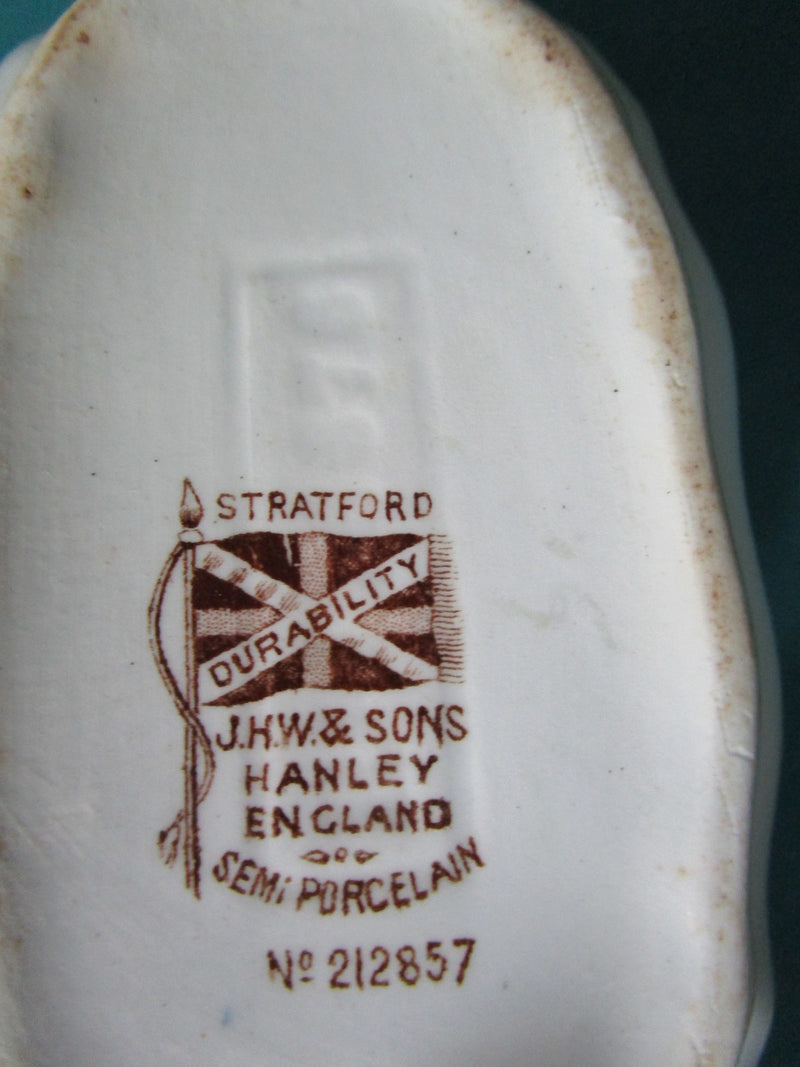 STRATFORD
DURABILITY
J.H.W. & SONS
HANLEY
ENGLAND
SEMI PORCELAIN
Nº 212857